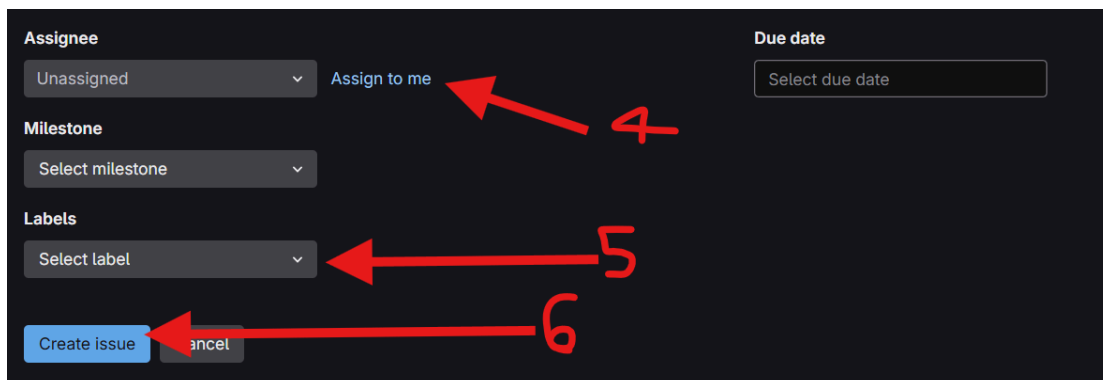 Assignee
Due date
Unassigned
Assign to me
Select due date
4
Milestone
Select milestone
Labels
Select label
5
6
Create issue
ancel